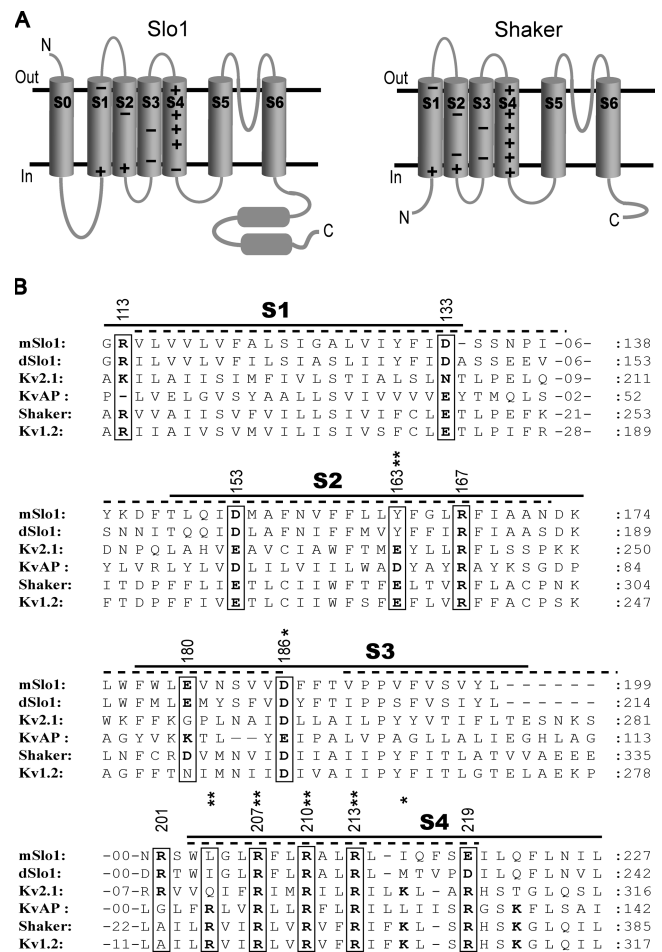 A
Slo1
Shaker
N
Out
Out
S0 S1 S2 S3 S4 S5 S6
S1 S2 S3 S4 S5 S6
In
In
N
C
C
B
113 S1 133
mSlo1: G R V L V V L V F A L S I G A L V I Y F I D - S S N P I -06- :138
dSlo1: G R I L V V L V F I L S I A S L I I Y F I D A S S E E V -06- :153
Kv2.1: A K I L A I I S I M F I V L S T I A L S L N T L P E L Q -09- :211
KvAP : P - L V E L G V S Y A A L L S V I V V V V E Y T M Q L S -02- :52
Shaker: A R V V A I I S V F V I L L S I V I F C L E T L P E F K -21- :253
Kv1.2: A R I I A I V S V M V I L I S I V S F C L E T L P I F R -28- :189
153 S2 163** 167
mSlo1: Y K D F T L Q I D M A F N V F F L L Y F G L R F I A A N D K :174
dSlo1: S N N I T Q Q I D L A F N I F F M V Y F F I R F I A A S D K :189
Kv2.1: D N P Q L A H V E A V C I A W F T M E Y L L R F L S S P K K :250
KvAP : Y L V R L Y L V D L I L V I I L W A D Y A Y R A Y K S G D P :84
Shaker: I T D P F F L I E T L C I I W F T F E L T V R F L A C P N K :304
Kv1.2: F T D P F F I V E T L C I I W F S F E F L V R F F A C P S K :247
180 186* S3
mSlo1: L W F W L E V N S V V D F F T V P P V F V S V Y L - - - - - - :199
dSlo1: L W F M L E M Y S F V D Y F T I P P S F V S I Y L - - - - - - :214
Kv2.1: W K F F K G P L N A I D L L A I L P Y Y V T I F L T E S N K S :281
KvAP : A G Y V K K T L - - Y E I P A L V P A G L L A L I E G H L A G :113
Shaker: L N F C R D V M N V I D I I A I I P Y F I T L A T V V A E E E :335
Kv1.2: A G F F T N I M N I I D I V A I I P Y F I T L G T E L A E K P :278
201 ** 207** 210** 213** * S4 219
mSlo1: -00-N R S W L G L R F L R A L R L - I Q F S E I L Q F L N I L :227
dSlo1: -00-D R T W I G L R F L R A L R L - M T V P D I L Q F L N V L :242
Kv2.1: -07-R R V V Q I F R I M R I L R I L K L A R H S T G L Q S L :316
KvAP : -00-L G L F R L V R L L R F L R I L L I I S R G S K F L S A I :142
Shaker: -22-L A I L R V I R L V R V F R I F K L - S R H S K G L Q I L :385
Kv1.2: -11-L A I L R V I R L V R V F R I F K L - S R H S K G L Q I L :317